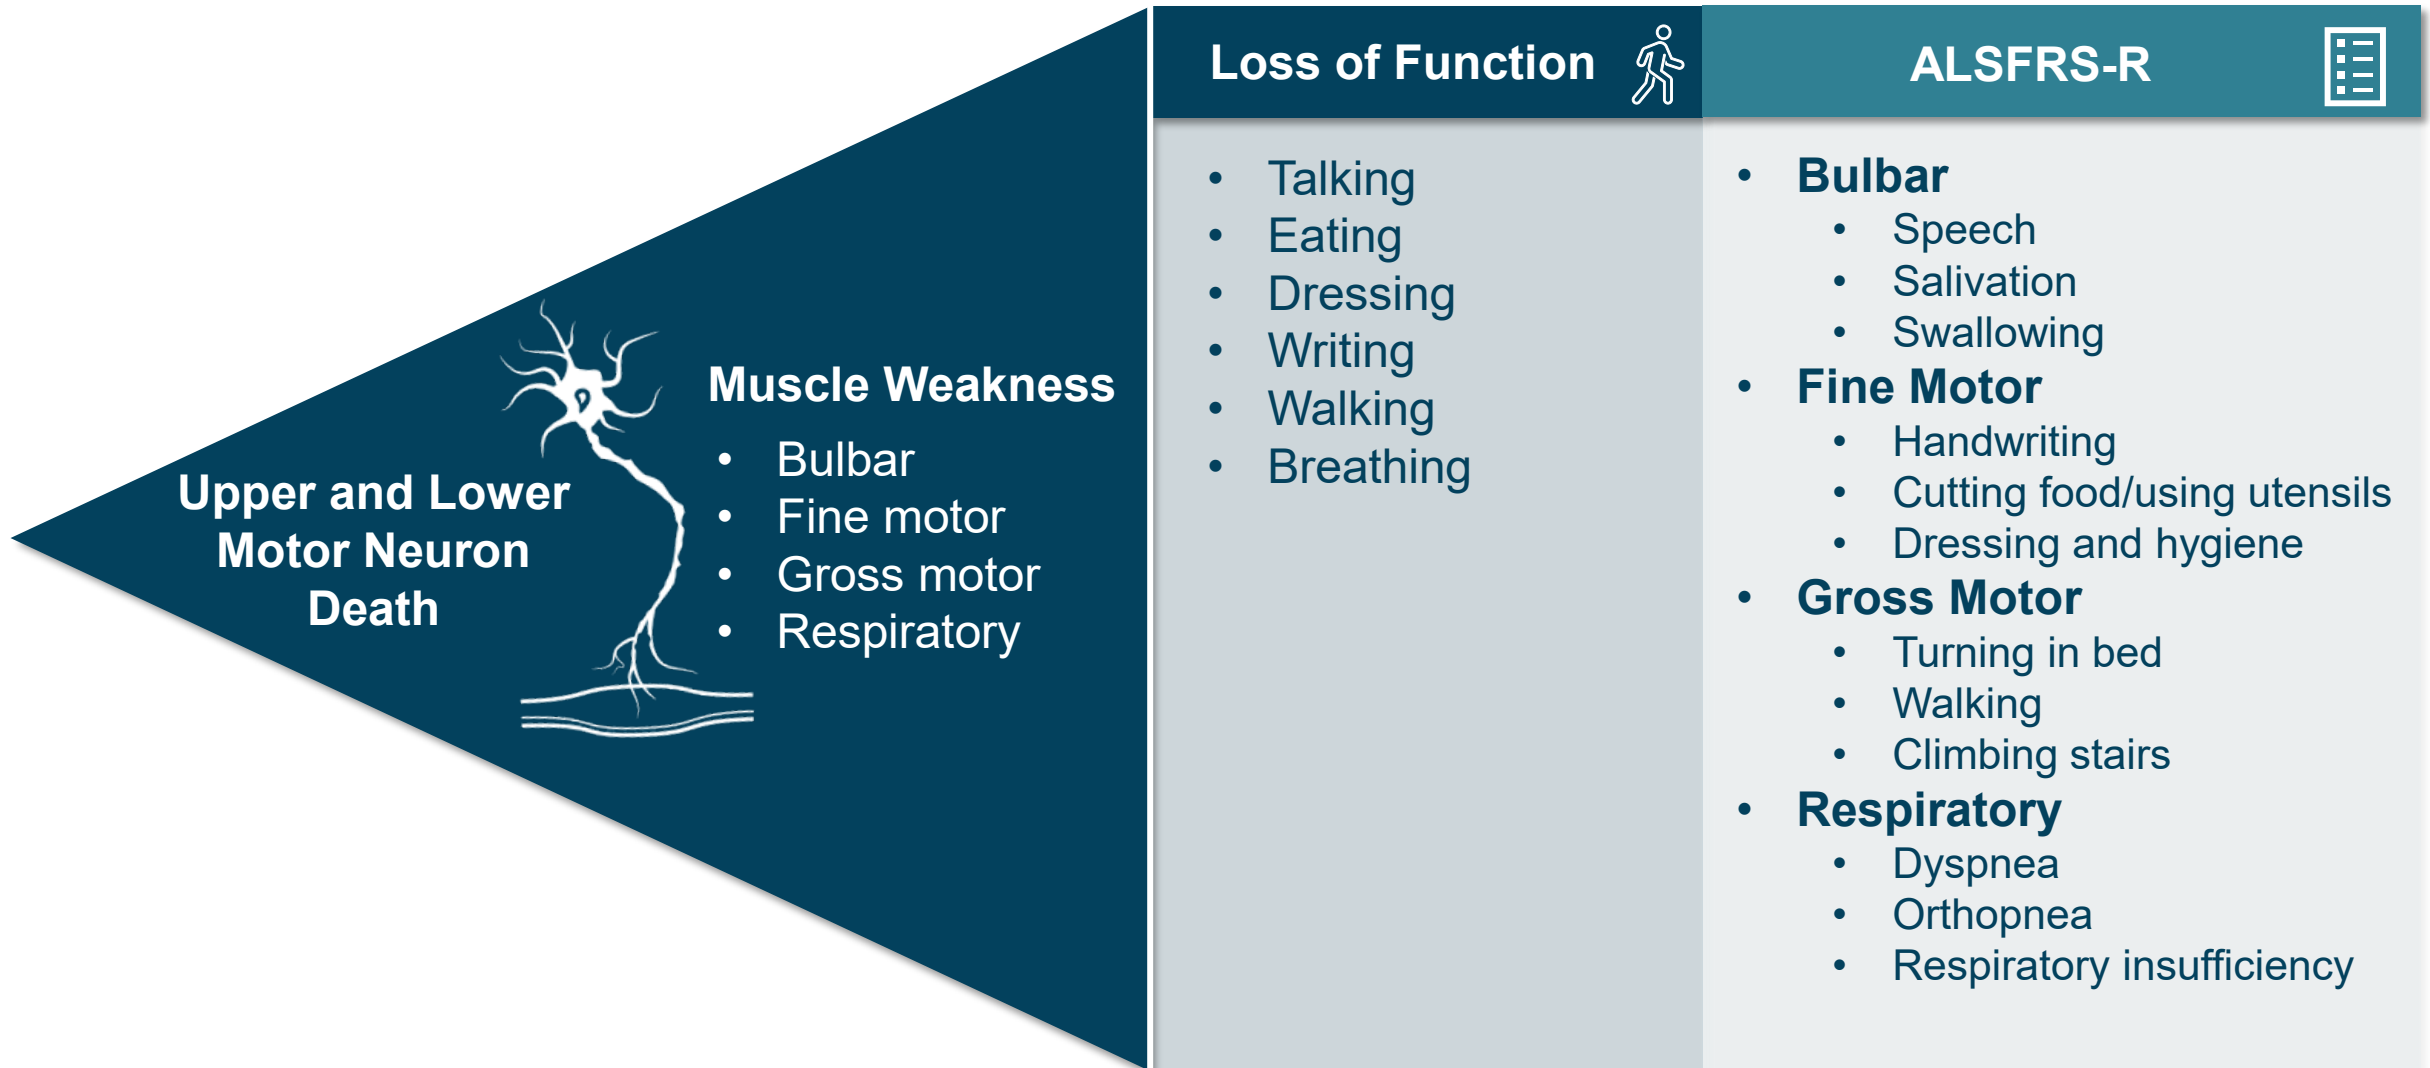 Upper and Lower
Motor Neuron
Death
Muscle Weakness
• Bulbar
• Fine motor
• Gross motor
• Respiratory
Loss of Function
• Talking
• Eating
• Dressing
• Writing
• Walking
• Breathing
ALSFRS-R
• Bulbar
• Speech
• Salivation
• Swallowing
• Fine Motor
• Handwriting
• Cutting food/using utensils
• Dressing and hygiene
• Gross Motor
• Turning in bed
• Walking
• Climbing stairs
• Respiratory
• Dyspnea
• Orthopnea
• Respiratory insufficiency